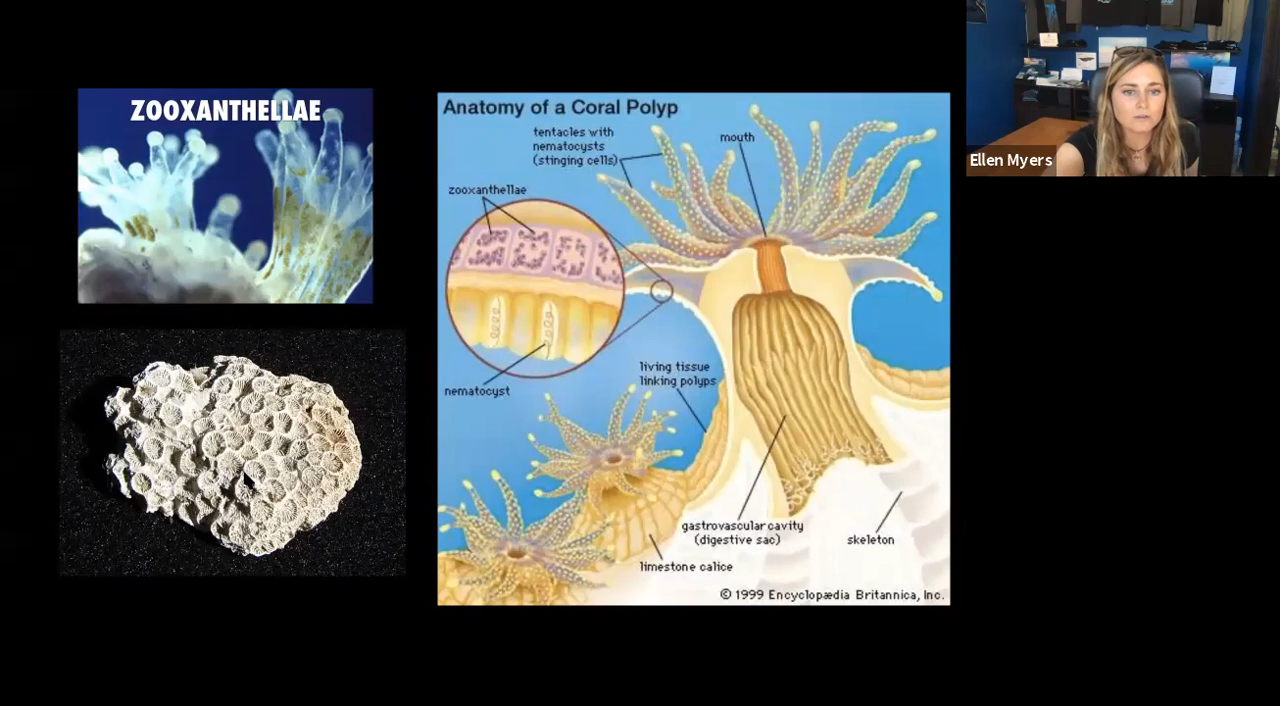 ZOOXANTHELLAE
Anatomy of a Coral Polyp
tentacles with
nematocysts
(stinging cells)
mouth
zooxanthellae
nematocyst
living tissue
linking polyps
gastrovascular cavity
(digestive sac)
skeleton
limestone calice
© 1999 Encyclopædia Britannica, Inc.
Ellen Myers